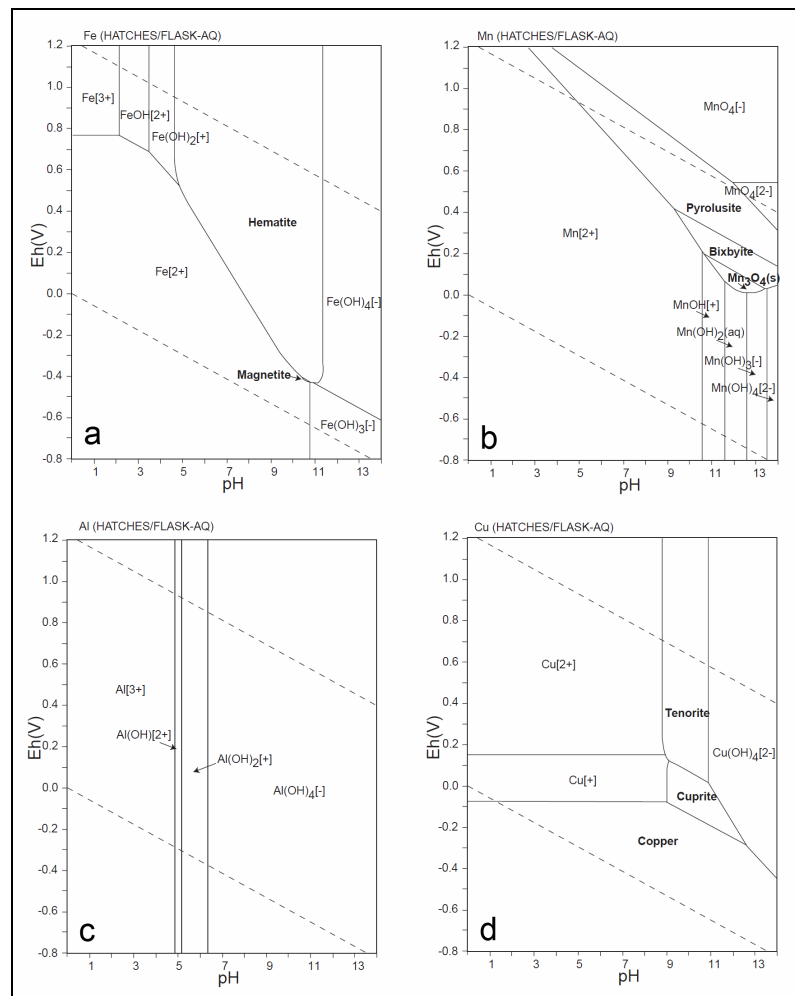 Fe (HATCHES/FLASK-AQ)
1.2
1.0
0.8
0.6
0.4
0.2
0.0
-0.2
-0.4
-0.6
-0.8
Eh(V)
Fe[3+]
FeOH[2+]
Fe(OH)2[+]
Hematite
Fe[2+]
Fe(OH)4[-]
Magnetite
Fe(OH)3[-]
a
1 3 5 7 9 11 13
pH
Mn (HATCHES/FLASK-AQ)
1.2
1.0
0.8
0.6
0.4
0.2
0.0
-0.2
-0.4
-0.6
-0.8
Eh(V)
MnO4[-]
MnO4[2-]
Pyrolusite
Mn[2+]
Bixbyite
Mn3O4(s)
MnOH[+]
Mn(OH)2(aq)
Mn(OH)3[-]
Mn(OH)4[2-]
b
1 3 5 7 9 11 13
pH
Al (HATCHES/FLASK-AQ)
1.2
1.0
0.8
0.6
0.4
0.2
0.0
-0.2
-0.4
-0.6
-0.8
Eh(V)
Al[3+]
Al(OH)[2+]
Al(OH)2[+]
Al(OH)4[-]
c
1 3 5 7 9 11 13
pH
Cu (HATCHES/FLASK-AQ)
1.2
1.0
0.8
0.6
0.4
0.2
0.0
-0.2
-0.4
-0.6
-0.8
Eh(V)
Cu[2+]
Tenorite
Cu(OH)4[2-]
Cu[+]
Cuprite
Copper
d
1 3 5 7 9 11 13
pH